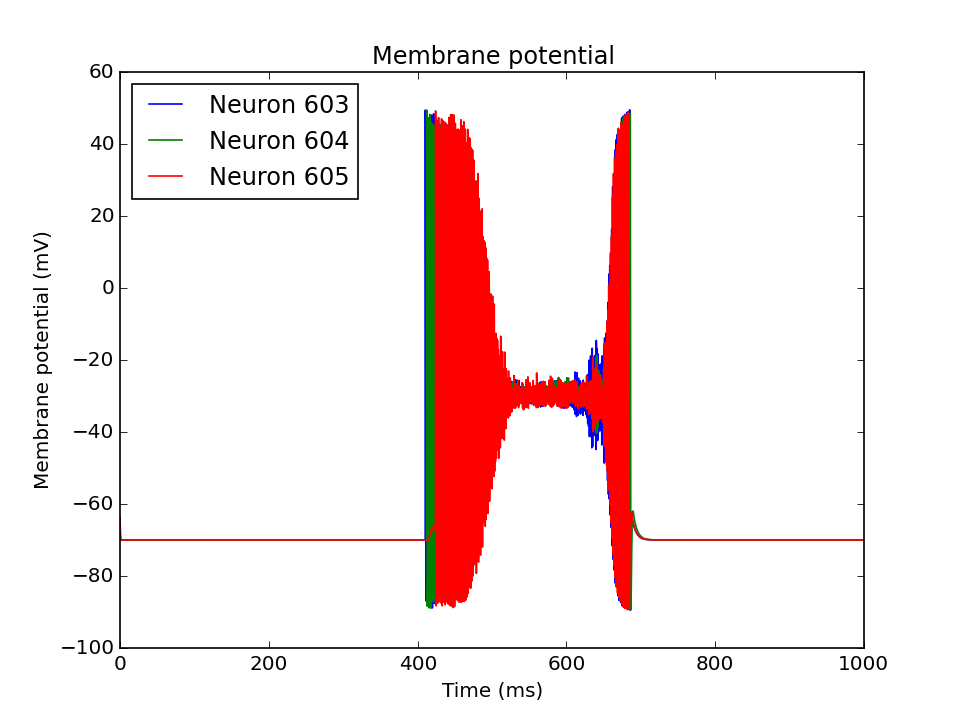 Membrane potential
60
40
20
0
−20
−40
−60
−80
−100
Membrane potential (mV)
Neuron 603
Neuron 604
Neuron 605
0 200 400 600 800 1000
Time (ms)